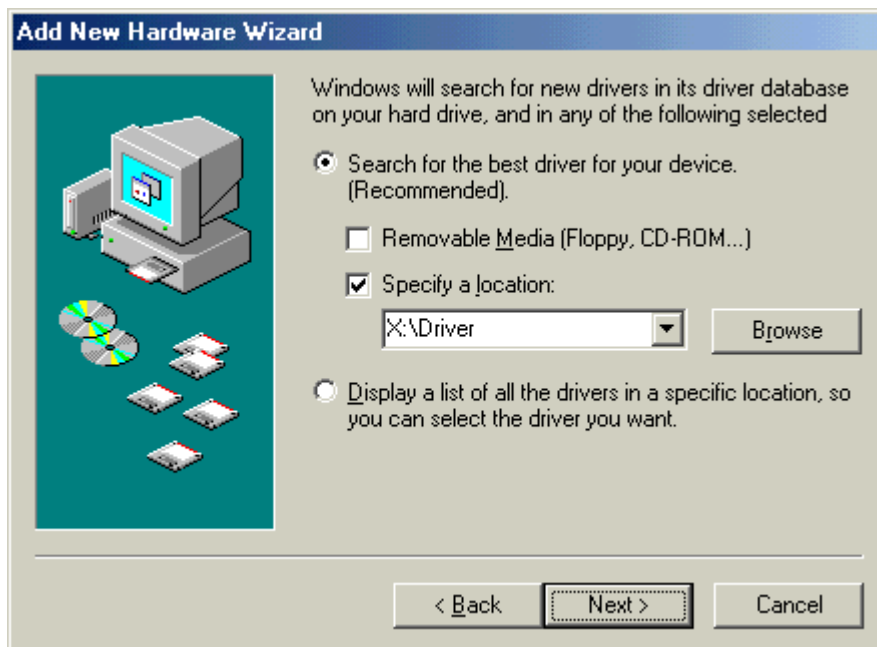 Add New Hardware Wizard
Windows will search for new drivers in its driver database
on your hard drive, and in any of the following selected
Search for the best driver for your device.
(Recommended).
Removable Media (Floppy, CD-ROM...)
Specify a location:
X:\Driver
Browse
Display a list of all the drivers in a specific location, so
you can select the driver you want.
< Back
Next >
Cancel